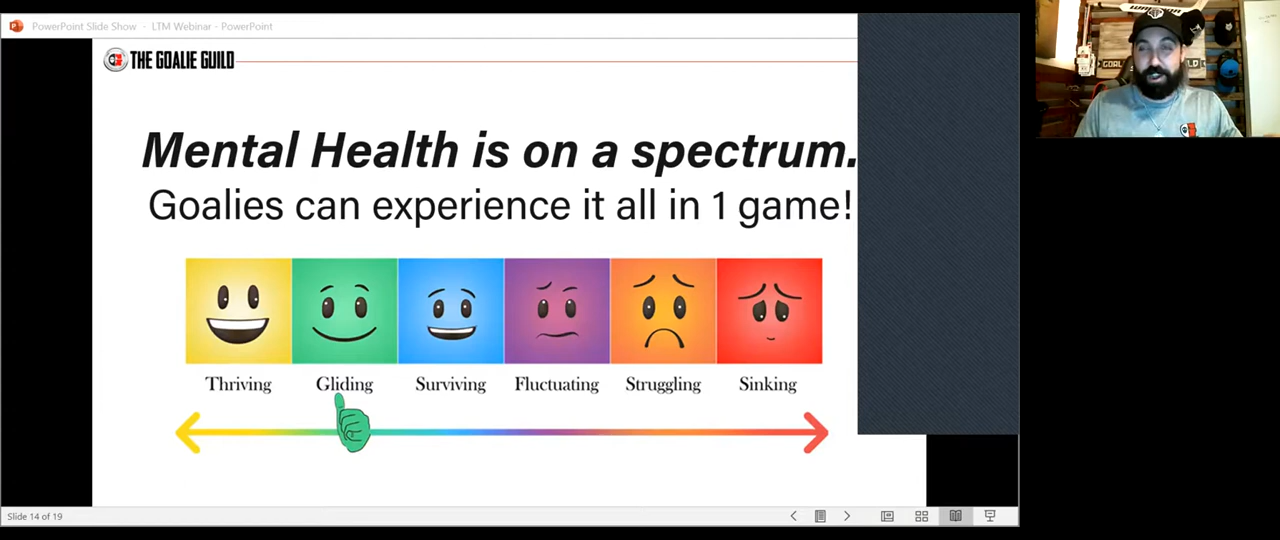 PowerPoint Slide Show - LTM Webinar - PowerPoint
THE GOALIE GUILD
Mental Health is on a spectrum.
Goalies can experience it all in 1 game!
Thriving Gliding Surviving Fluctuating Struggling Sinking
Slide 14 of 19